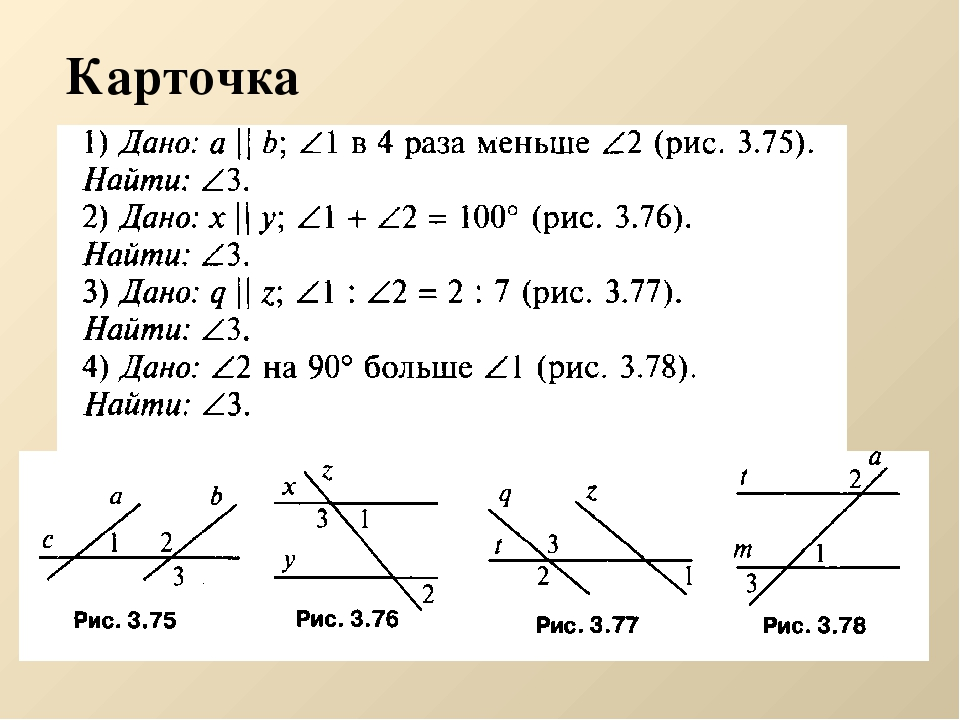 Карточка
1) Дано: a || b; ∠1 в 4 раза меньше ∠2 (рис. 3.75).
Найти: ∠3.
2) Дано: x || y; ∠1 + ∠2 = 100° (рис. 3.76).
Найти: ∠3.
3) Дано: q || z; ∠1 : ∠2 = 2 : 7 (рис. 3.77).
Найти: ∠3.
4) Дано: ∠2 на 90° больше ∠1 (рис. 3.78).
Найти: ∠3.
a b
c 1 2
3
Рис. 3.75
z
x
3 1
y
2
Рис. 3.76
q z
t 3
2 1
Рис. 3.77
a
t 2
m 1
3
Рис. 3.78